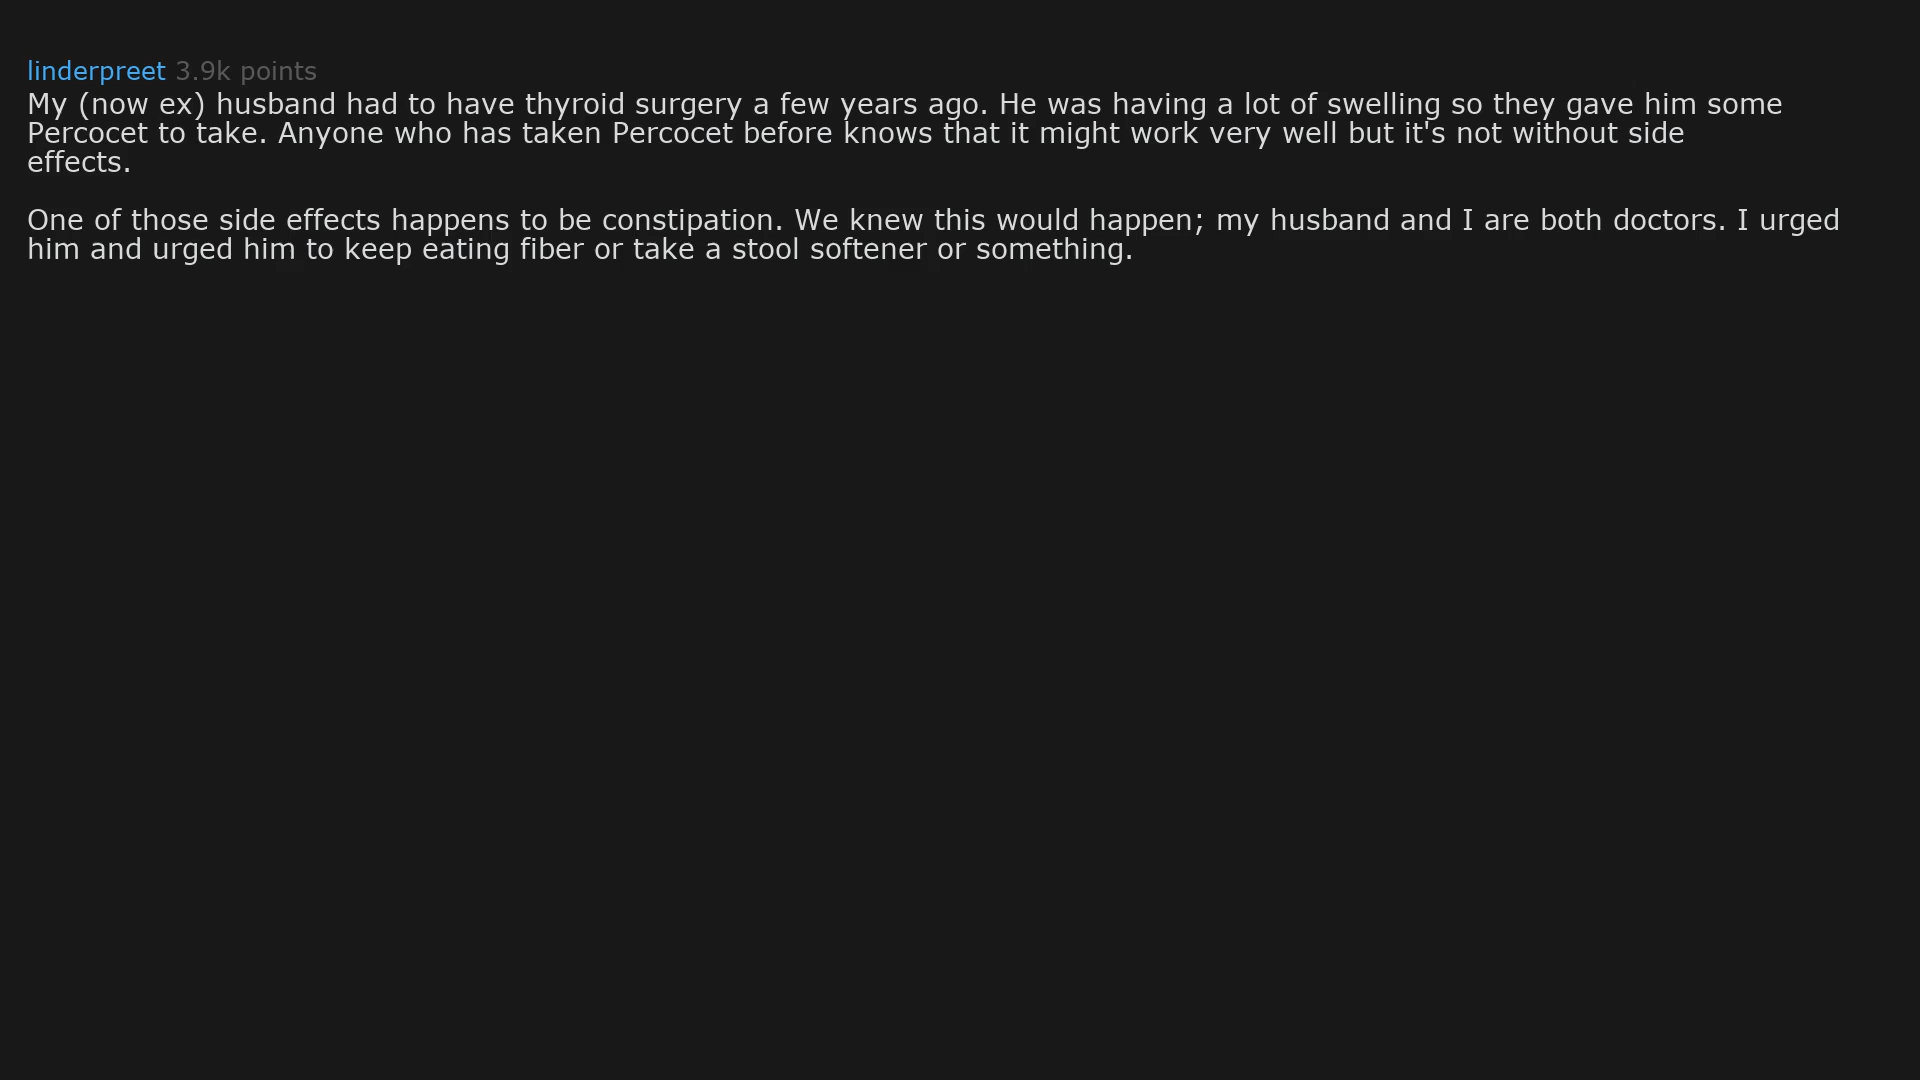 linderpreet 3.9k points
My (now ex) husband had to have thyroid surgery a few years ago. He was having a lot of swelling so they gave him some
Percocet to take. Anyone who has taken Percocet before knows that it might work very well but it's not without side
effects.
One of those side effects happens to be constipation. We knew this would happen; my husband and I are both doctors. I urged
him and urged him to keep eating fiber or take a stool softener or something.